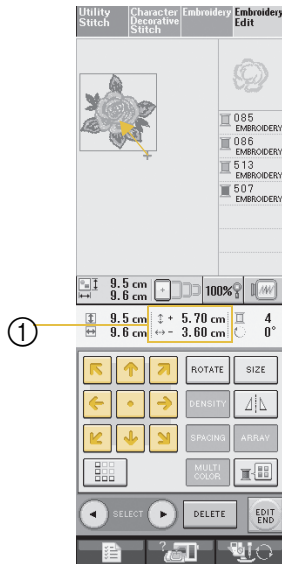 Utility Stitch
Character Decorative Stitch
Embroidery
Embroidery Edit
085
EMBROIDERY
086
EMBROIDERY
513
EMBROIDERY
507
EMBROIDERY
9.5 cm
9.6 cm
100%
①
9.5 cm + 5.70 cm 4
9.6 cm - 3.60 cm 0°
ROTATE SIZE
DENSITY
SPACING ARRAY
MULTI COLOR
SELECT DELETE EDIT END